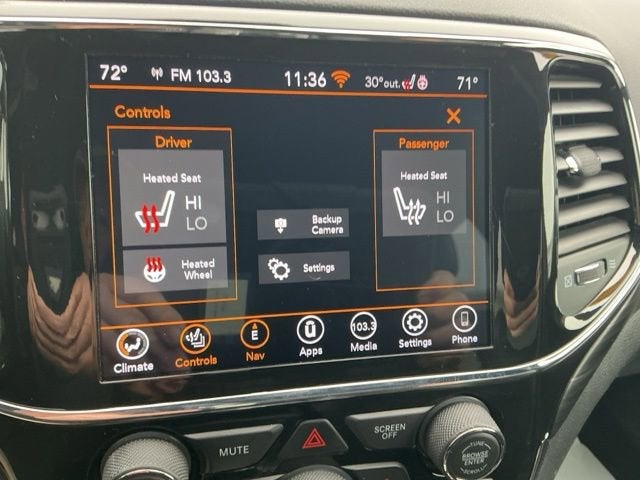 72° FM 103.3 11:36 30° out. 71°
Controls
Driver
Passenger
Heated Seat
HI
LO
Heated Seat
HI
LO
Backup
Camera
Heated
Wheel
Settings
Climate Controls Nav Apps Media Settings Phone
E
103.3
MUTE
SCREEN
OFF
TUNE
BROWSE
ENTER
SCROLL